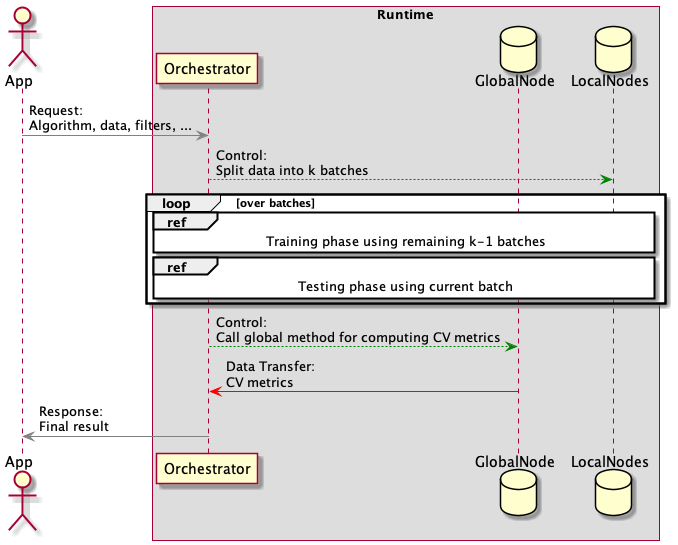 Runtime
App
Orchestrator
GlobalNode
LocalNodes
Request:
Algorithm, data, filters, ...
Control:
Split data into k batches
loop
[over batches]
ref
Training phase using remaining k-1 batches
ref
Testing phase using current batch
Control:
Call global method for computing CV metrics
Data Transfer:
CV metrics
Response:
Final result
App
Orchestrator
GlobalNode
LocalNodes